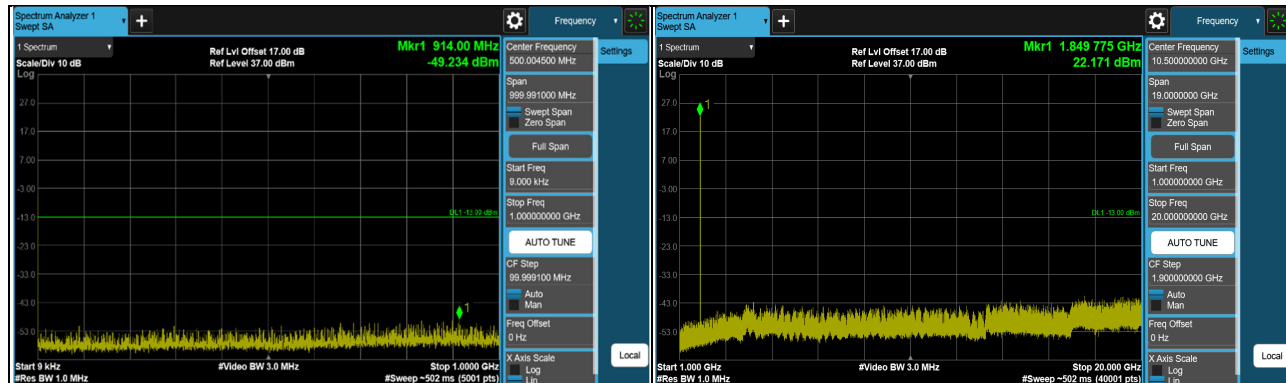 Spectrum Analyzer 1
Swept SA
+
Frequency
1 Spectrum
Scale/Div 10 dB
Log
Ref Lvl Offset 17.00 dB
Ref Level 37.00 dBm
Mkr1 914.00 MHz
-49.234 dBm
27.0
17.0
7.00
-3.00
-13.0
-23.0
-33.0
-43.0
-53.0
DL1 -13.00 dBm
1
Start 9 kHz
#Res BW 1.0 MHz
#Video BW 3.0 MHz
Stop 1.0000 GHz
#Sweep ~502 ms (5001 pts)
Center Frequency
500.004500 MHz
Span
999.991000 MHz
Swept Span
Zero Span
Full Span
Start Freq
9.000 kHz
Stop Freq
1.000000000 GHz
AUTO TUNE
CF Step
99.999100 MHz
Auto
Man
Freq Offset
0 Hz
X Axis Scale
Log
Lin
Settings
Local
Spectrum Analyzer 1
Swept SA
+
Frequency
1 Spectrum
Scale/Div 10 dB
Log
Ref Lvl Offset 17.00 dB
Ref Level 37.00 dBm
Mkr1 1.849 775 GHz
22.171 dBm
27.0
17.0
7.00
-3.00
-13.0
-23.0
-33.0
-43.0
-53.0
1
DL1 -13.00 dBm
Start 1.000 GHz
#Res BW 1.0 MHz
#Video BW 3.0 MHz
Stop 20.000 GHz
#Sweep ~502 ms (40001 pts)
Center Frequency
10.500000000 GHz
Span
19.0000000 GHz
Swept Span
Zero Span
Full Span
Start Freq
1.000000000 GHz
Stop Freq
20.000000000 GHz
AUTO TUNE
CF Step
1.900000000 GHz
Auto
Man
Freq Offset
0 Hz
X Axis Scale
Log
Lin
Settings
Local